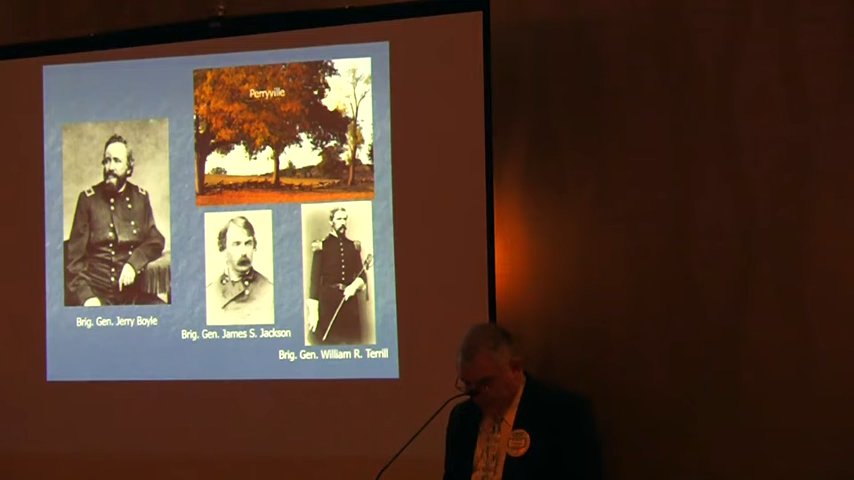 Perryville
Brig. Gen. Jerry Boyle
Brig. Gen. James S. Jackson
Brig. Gen. William R. Terrill